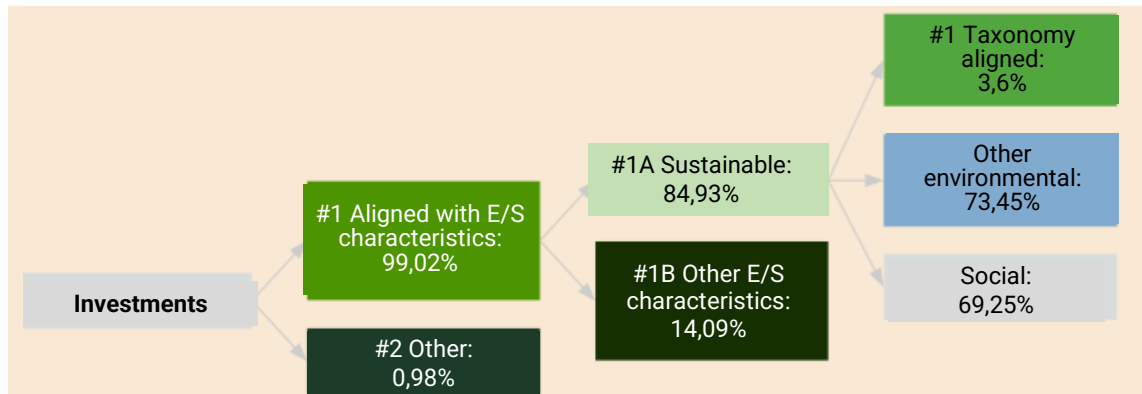 Investments
#1 Aligned with E/S
characteristics:
99,02%
#2 Other:
0,98%
#1A Sustainable:
84,93%
#1B Other E/S
characteristics:
14,09%
#1 Taxonomy
aligned:
3,6%
Other
environmental:
73,45%
Social:
69,25%